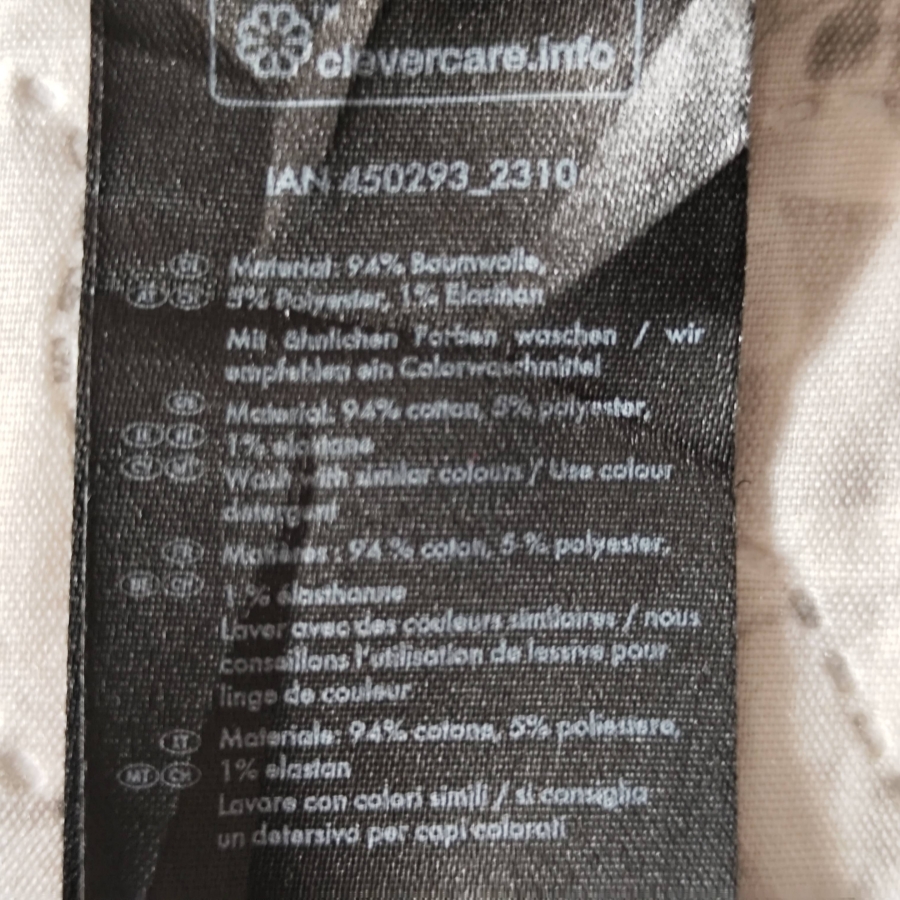 clevercare.info
IAN 450293_2310
Material: 94% Baumwolle,
5% Polyester, 1% Elasthan
Mit ähnlichen Farben waschen / wir
empfehlen ein Colorwaschmittel
Material: 94% cotton, 5% polyester,
1% elastane
Wash with similar colours / Use colour
detergent
Matières : 94 % coton, 5 % polyester,
1 % élasthanne
Laver avec des couleurs similaires / nous
conseillons l'utilisation de lessive pour
linge de couleur
IT Materiale: 94% cotone, 5% poliestere,
MT CH 1% elastan
Lavare con colori simili / si consiglia
un detersivo per capi colorati